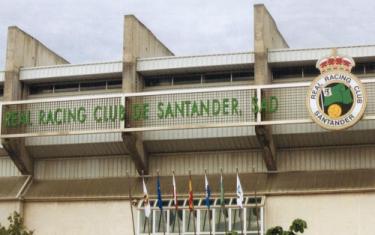 REAL RACING CLUB DE SANTANDER, SAD
REAL RACING CLUB
SANTANDER